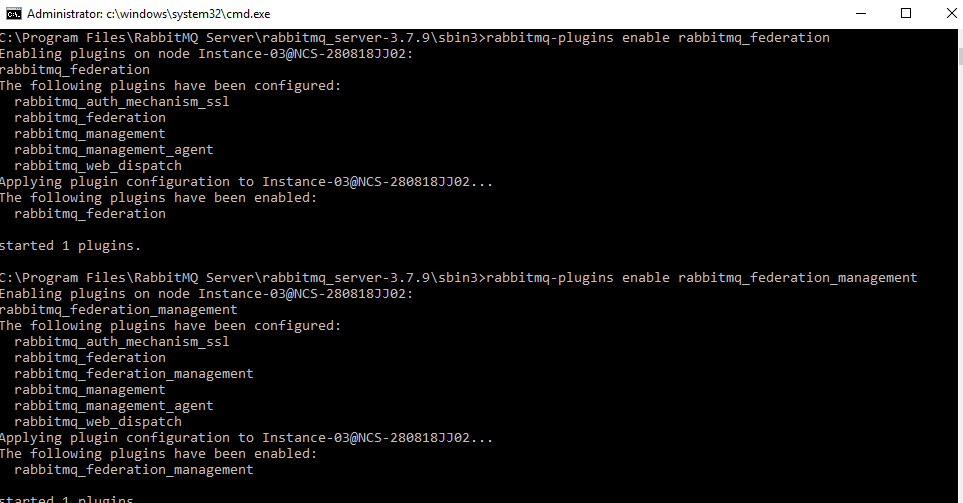 Administrator: c:\windows\system32\cmd.exe
C:\Program Files\RabbitMQ Server\rabbitmq_server-3.7.9\sbin3>rabbitmq-plugins enable rabbitmq_federation
Enabling plugins on node Instance-03@NCS-280818JJ02:
rabbitmq_federation
The following plugins have been configured:
  rabbitmq_auth_mechanism_ssl
  rabbitmq_federation
  rabbitmq_management
  rabbitmq_management_agent
  rabbitmq_web_dispatch
Applying plugin configuration to Instance-03@NCS-280818JJ02...
The following plugins have been enabled:
  rabbitmq_federation

started 1 plugins.

C:\Program Files\RabbitMQ Server\rabbitmq_server-3.7.9\sbin3>rabbitmq-plugins enable rabbitmq_federation_management
Enabling plugins on node Instance-03@NCS-280818JJ02:
rabbitmq_federation_management
The following plugins have been configured:
  rabbitmq_auth_mechanism_ssl
  rabbitmq_federation
  rabbitmq_federation_management
  rabbitmq_management
  rabbitmq_management_agent
  rabbitmq_web_dispatch
Applying plugin configuration to Instance-03@NCS-280818JJ02...
The following plugins have been enabled:
  rabbitmq_federation_management

started 1 plugins.